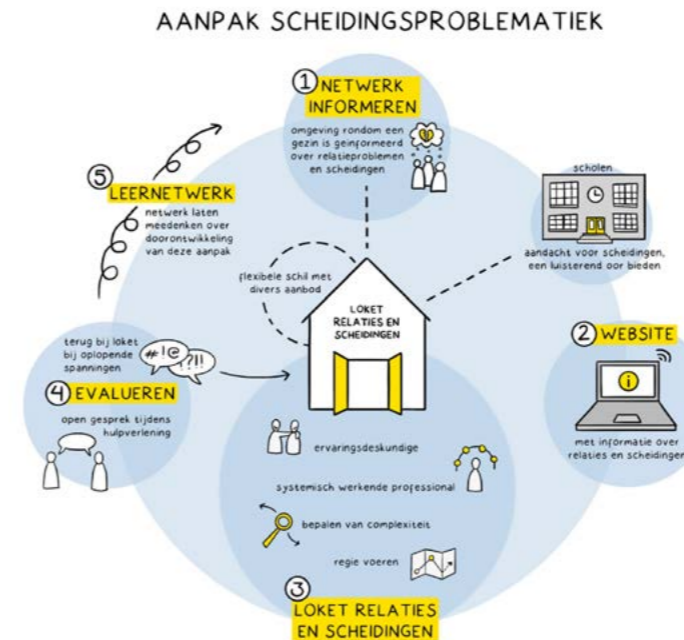 AANPAK SCHEIDINGSPROBLEMATIEK
① NETWERK
INFORMEREN
omgeving rondom een
gezin is geïnformeerd
over relatieproblemen
en scheidingen
scholen
aandacht voor scheidingen,
een luisterend oor bieden
② WEBSITE
i
met informatie over
relaties en scheidingen
⑤
LEERNETWERK
netwerk laten
meedenken over
doorontwikkeling
van deze aanpak
flexibele schil met
divers aanbod
LOKET
RELATIES EN
SCHEIDINGEN
terug bij loket
bij oplopende
spanningen
#!@
?!!!
④ EVALUEREN
open gesprek tijdens
hulpverlening
ervaringsdeskundige
systemisch werkende professional
bepalen van complexiteit
regie voeren
③
LOKET RELATIES
EN SCHEIDINGEN